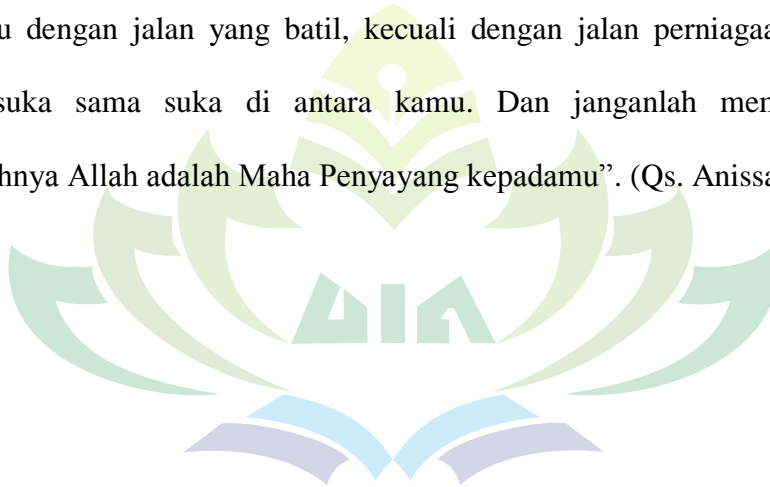 u dengan jalan yang batil, kecuali dengan jalan perniagaa
suka sama suka di antara kamu. Dan janganlah men
hnya Allah adalah Maha Penyayang kepadamu”. (Qs. Anissa
UIN